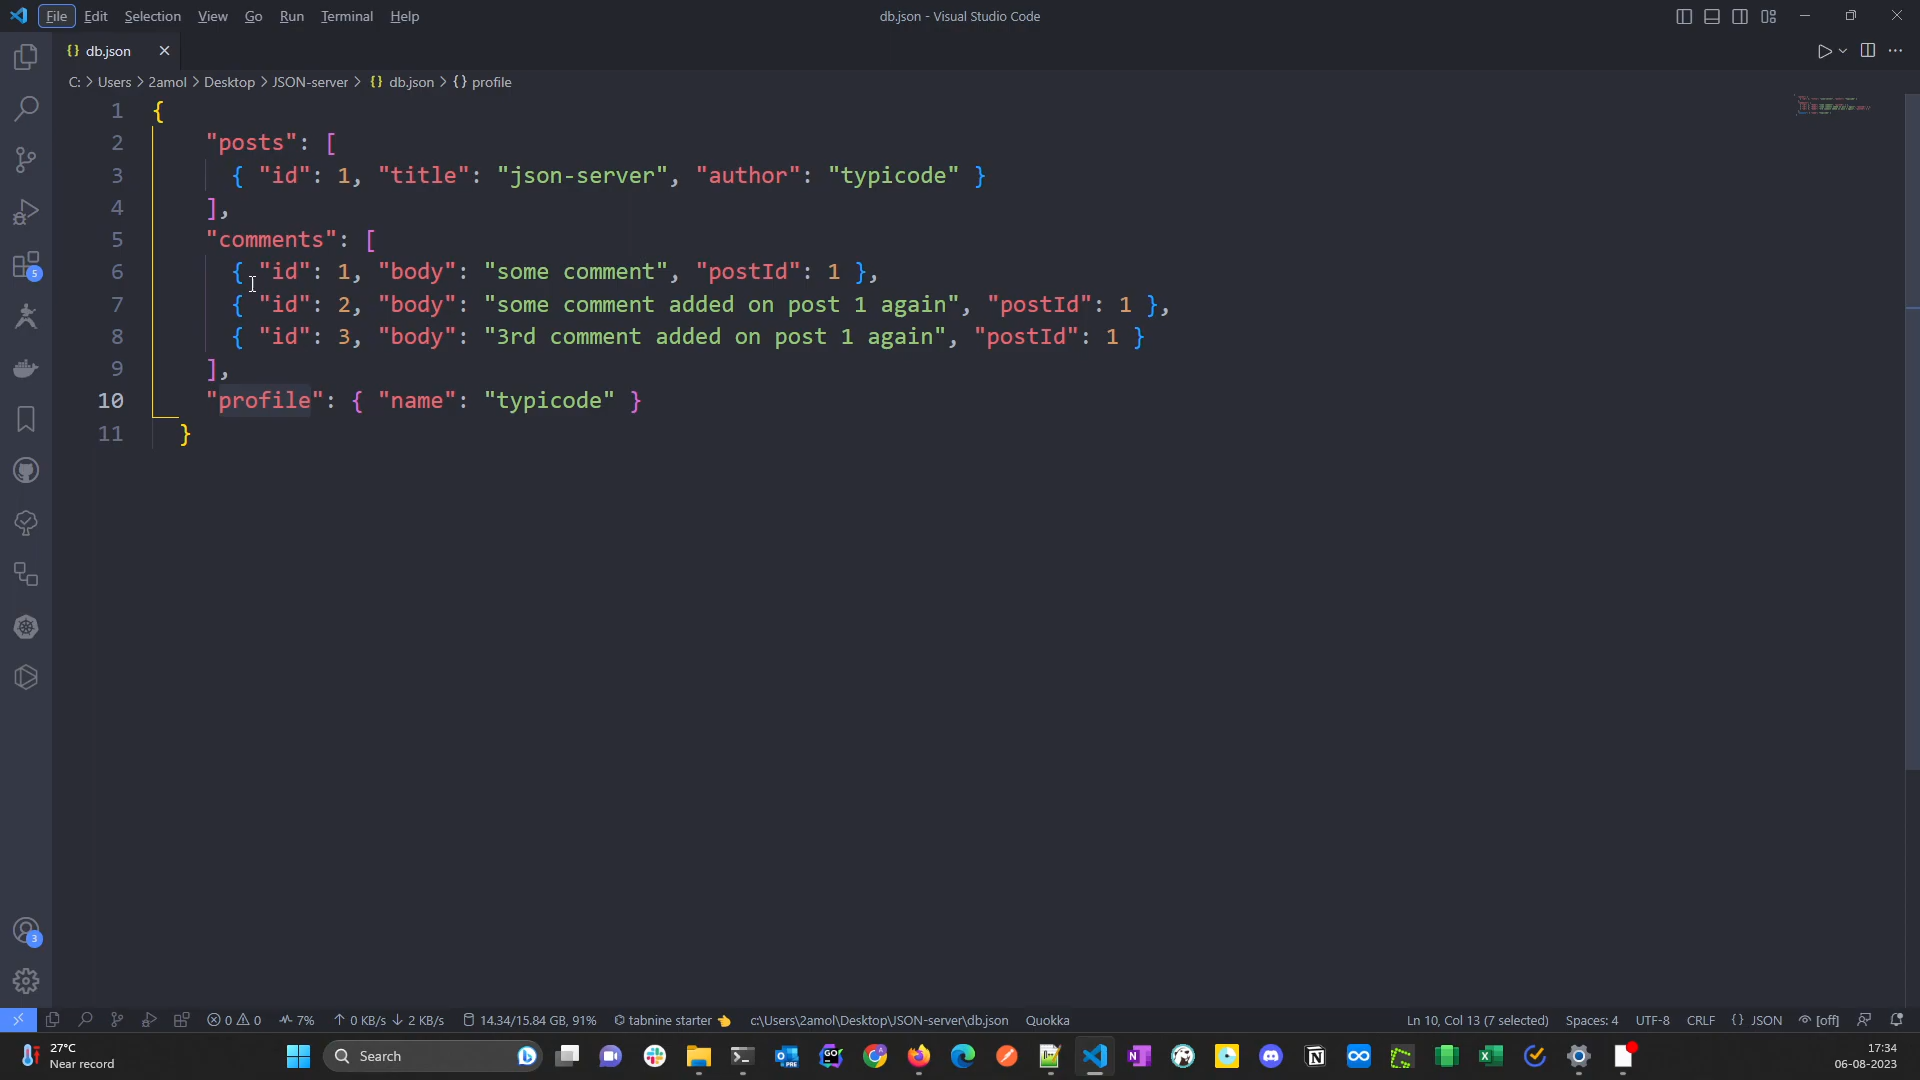 File Edit Selection View Go Run Terminal Help db.json - Visual Studio Code
{} db.json
C: > Users > 2amol > Desktop > JSON-server > {} db.json > {} profile
1 {
2 "posts": [
3 { "id": 1, "title": "json-server", "author": "typicode" }
4 ],
5 "comments": [
6 { "id": 1, "body": "some comment", "postId": 1 },
7 { "id": 2, "body": "some comment added on post 1 again", "postId": 1 },
8 { "id": 3, "body": "3rd comment added on post 1 again", "postId": 1 }
9 ],
10 "profile": { "name": "typicode" }
11 }
5
3
0 0 7% ↑ 0 KB/s ↓ 2 KB/s 14.34/15.84 GB, 91% tabnine starter c:\Users\2amol\Desktop\JSON-server\db.json Quokka Ln 10, Col 13 (7 selected) Spaces: 4 UTF-8 CRLF {} JSON [off]
27°C
Near record
Search
GO
PRE
17:34
06-08-2023